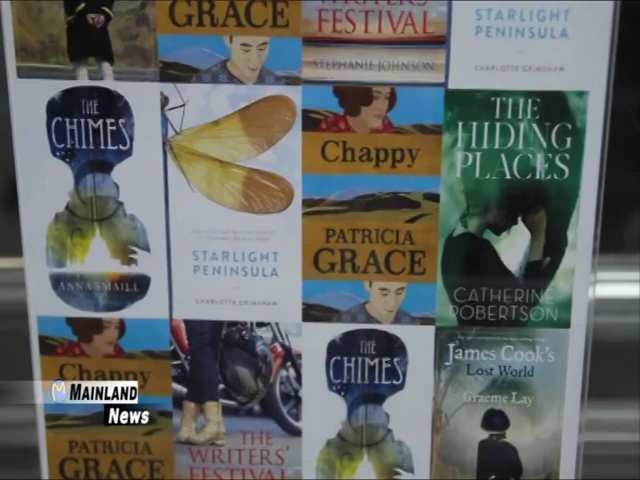 GRACE
WRITERS'
FESTIVAL
STEPHANIE JOHNSON
STARLIGHT
PENINSULA
CHARLOTTE GRIMSHAW
THE
CHIMES
ANNA SMAILL
STARLIGHT
PENINSULA
CHARLOTTE GRIMSHAW
Chappy
PATRICIA
GRACE
THE
HIDING
PLACES
CATHERINE
ROBERTSON
Chappy
PATRICIA
GRACE
THE
WRITERS'
FESTIVAL
THE
CHIMES
James Cook's
Lost World
Graeme Lay
MAINLAND
News